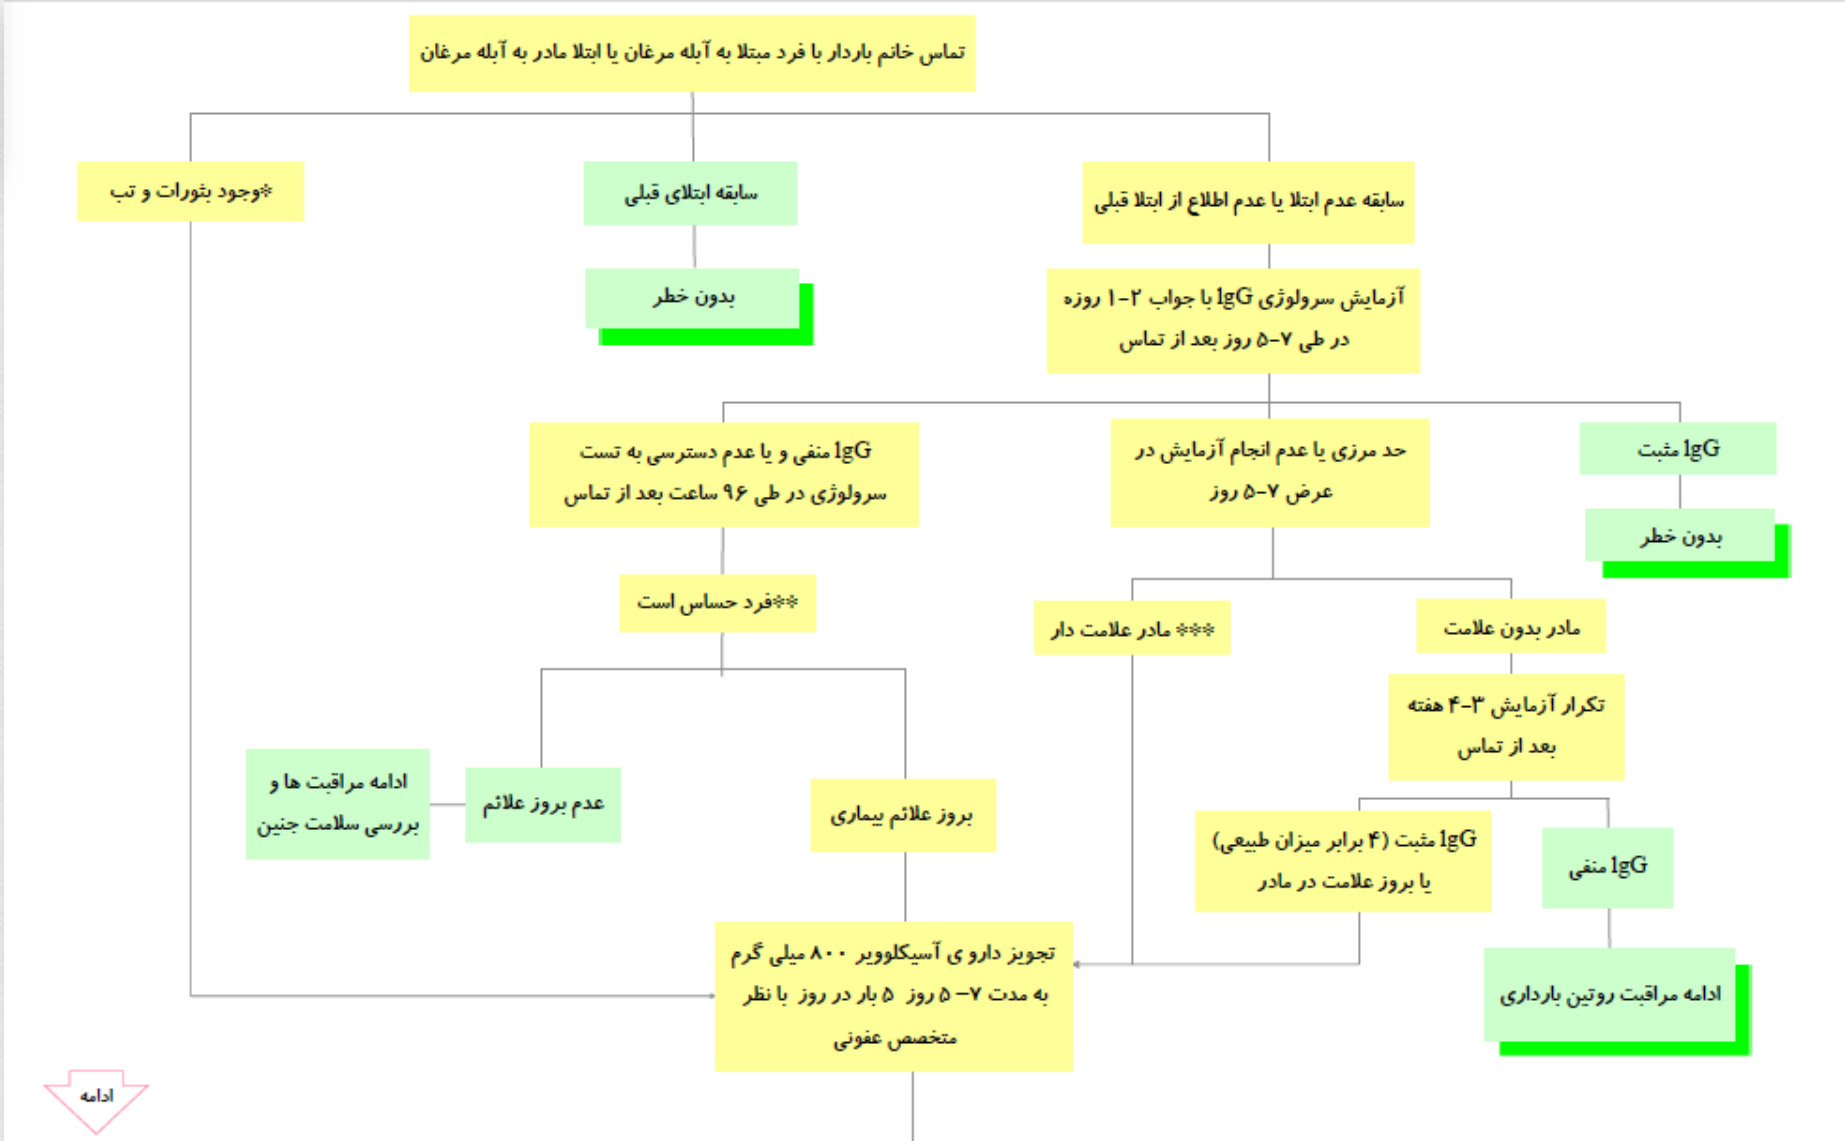 تماس خانم باردار با فرد مبتلا به آبله مرغان یا ابتلا مادر به آبله مرغان
سابقه عدم ابتلا یا عدم اطلاع از ابتلا قبلی
سابقه ابتلای قبلی
*وجود بثورات و تب
بدون خطر
آزمایش سرولوژی IgG با جواب ۲-۱ روزه
در طی ۷-۵ روز بعد از تماس
IgG مثبت
بدون خطر
حد مرزی یا عدم انجام آزمایش در
عرض ۷-۵ روز
IgG منفی و یا عدم دسترسی به تست
سرولوژی در طی ۹۶ ساعت بعد از تماس
**فرد حساس است
مادر بدون علامت
*** مادر علامت دار
تکرار آزمایش ۳-۴ هفته
بعد از تماس
عدم بروز علائم
ادامه مراقبت ها و
بررسی سلامت جنین
بروز علائم بیماری
IgG مثبت (۴ برابر میزان طبیعی)
یا بروز علامت در مادر
IgG منفی
ادامه مراقبت روتین بارداری
تجویز دارو ی آسیکلوویر ۸۰۰ میلی گرم
به مدت ۷-۵ روز ۵ بار در روز با نظر
متخصص عفونی
ادامه